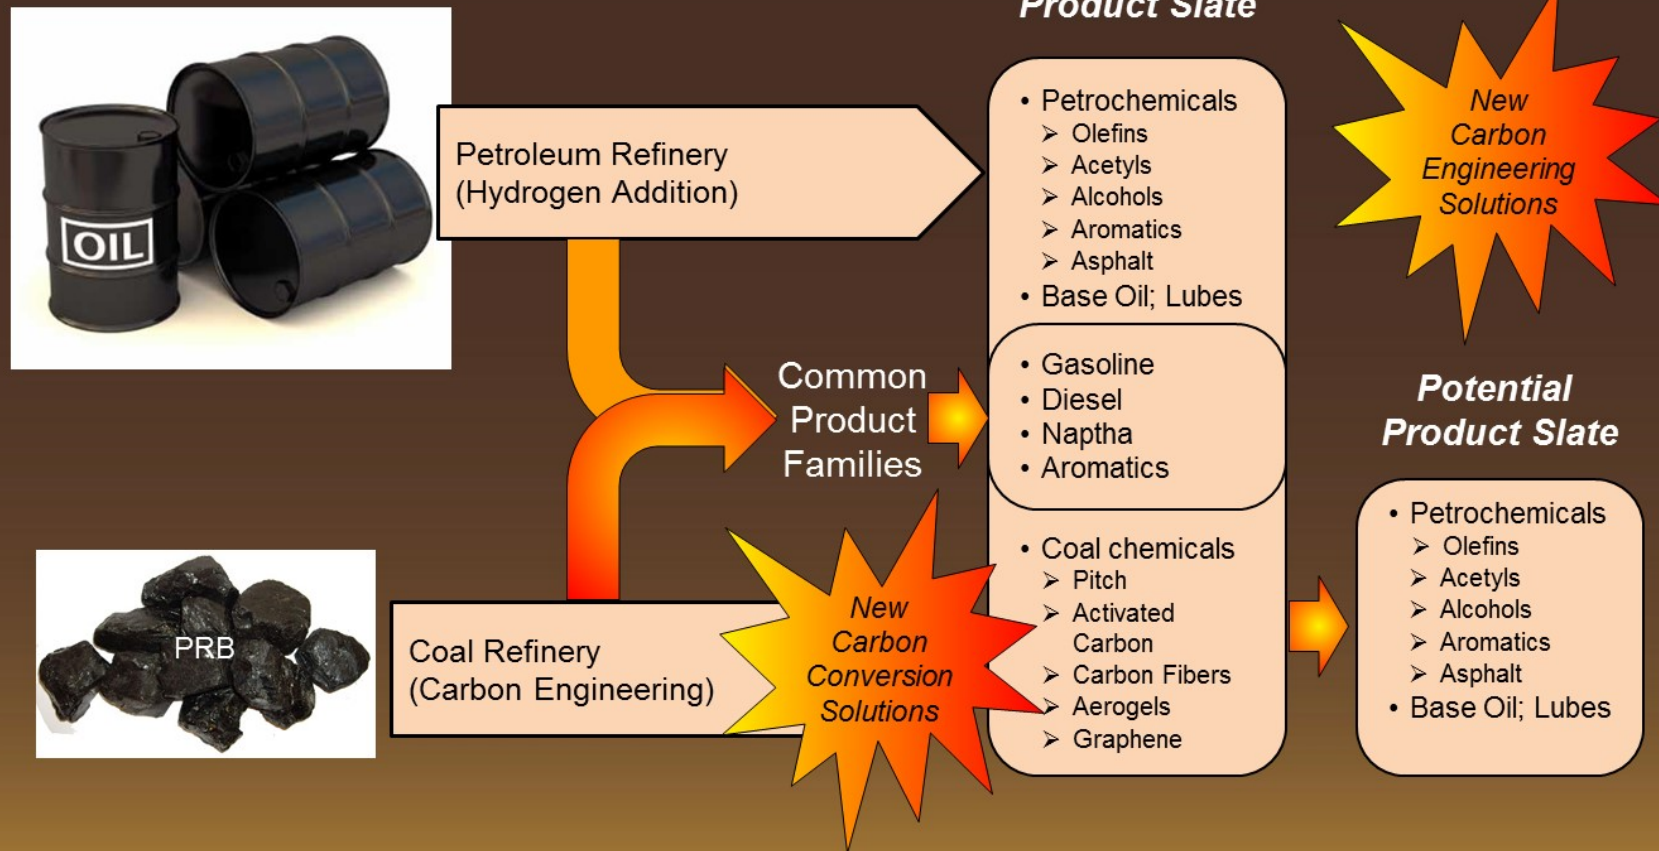 Product Slate
OIL
Petroleum Refinery
(Hydrogen Addition)
• Petrochemicals
➢ Olefins
➢ Acetyls
➢ Alcohols
➢ Aromatics
➢ Asphalt
• Base Oil; Lubes
New
Carbon
Engineering
Solutions
Common
Product
Families
• Gasoline
• Diesel
• Naptha
• Aromatics
Potential
Product Slate
PRB
Coal Refinery
(Carbon Engineering)
New
Carbon
Conversion
Solutions
• Coal chemicals
➢ Pitch
➢ Activated
Carbon
➢ Carbon Fibers
➢ Aerogels
➢ Graphene
• Petrochemicals
➢ Olefins
➢ Acetyls
➢ Alcohols
➢ Aromatics
➢ Asphalt
• Base Oil; Lubes